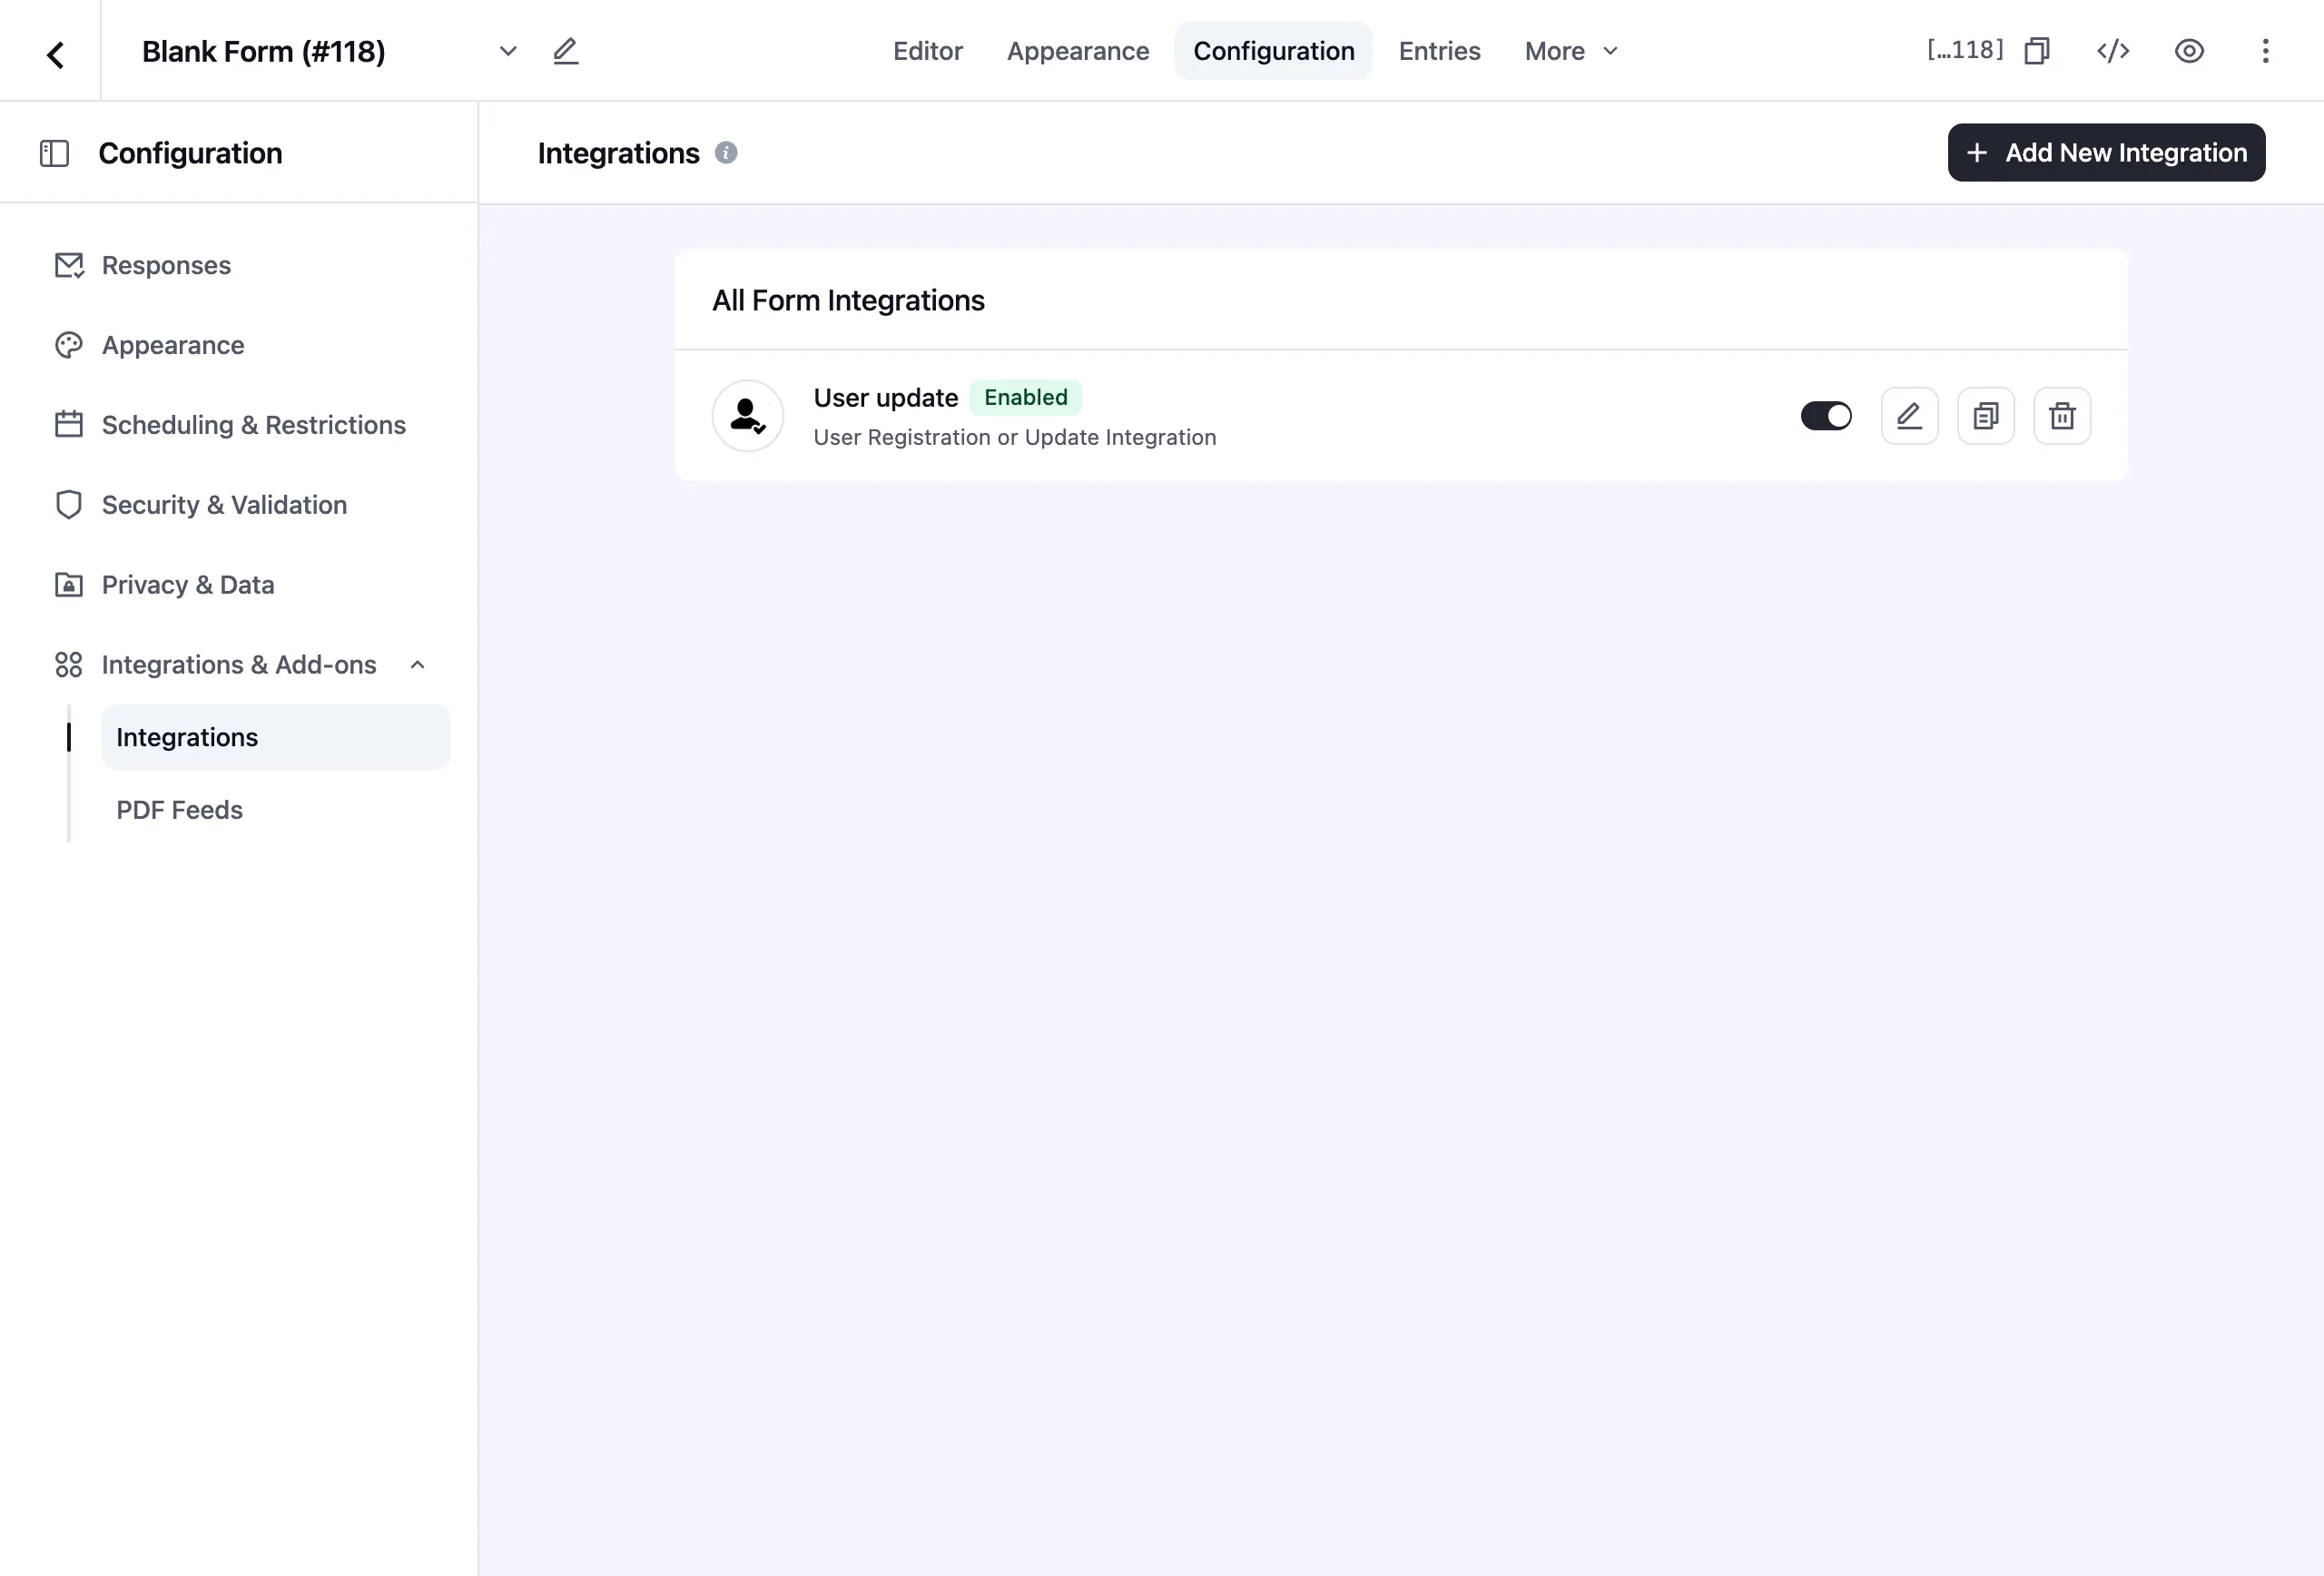 Blank Form (#118)
Editor
Appearance
Configuration
Entries
More
[...118]
Configuration
Integrations
Add New Integration
Responses
Appearance
Scheduling & Restrictions
Security & Validation
Privacy & Data
Integrations & Add-ons
Integrations
PDF Feeds
All Form Integrations
User update
Enabled
User Registration or Update Integration